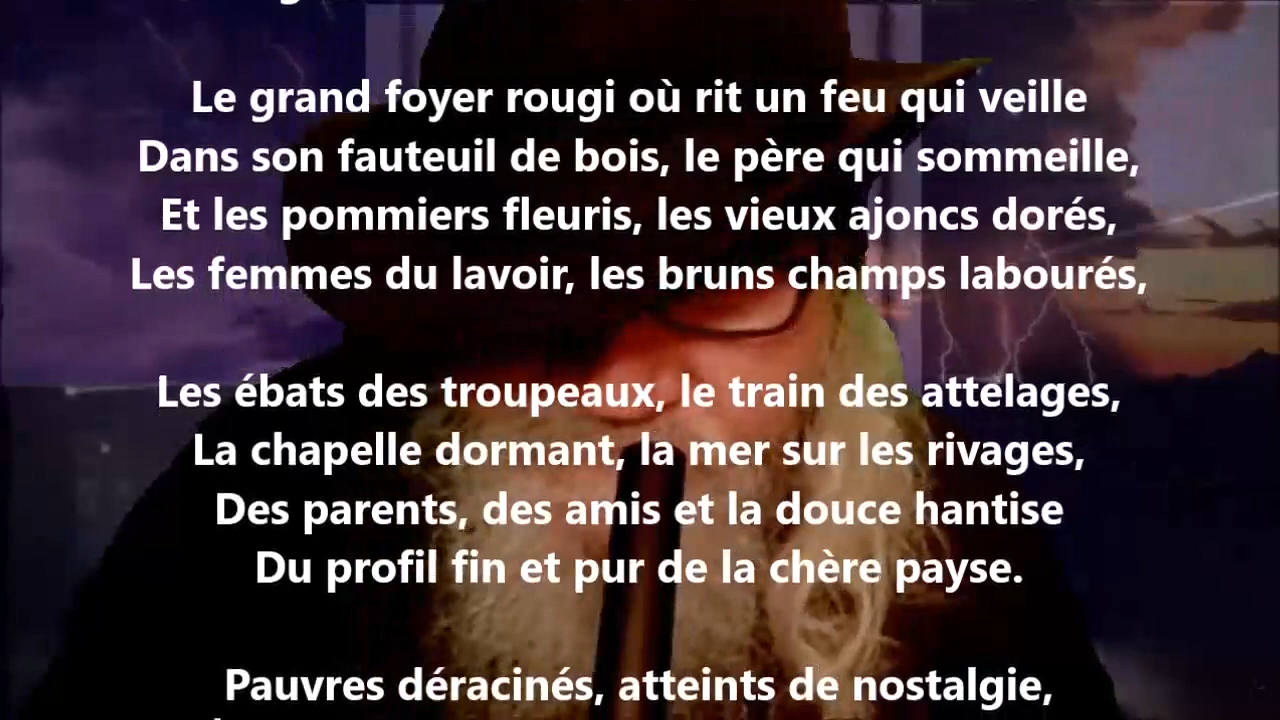 Le grand foyer rougi où rit un feu qui veille
Dans son fauteuil de bois, le père qui sommeille,
Et les pommiers fleuris, les vieux ajoncs dorés,
Les femmes du lavoir, les bruns champs labourés,
Les ébats des troupeaux, le train des attelages,
La chapelle dormant, la mer sur les rivages,
Des parents, des amis et la douce hantise
Du profil fin et pur de la chère payse.
Pauvres déracinés, atteints de nostalgie,